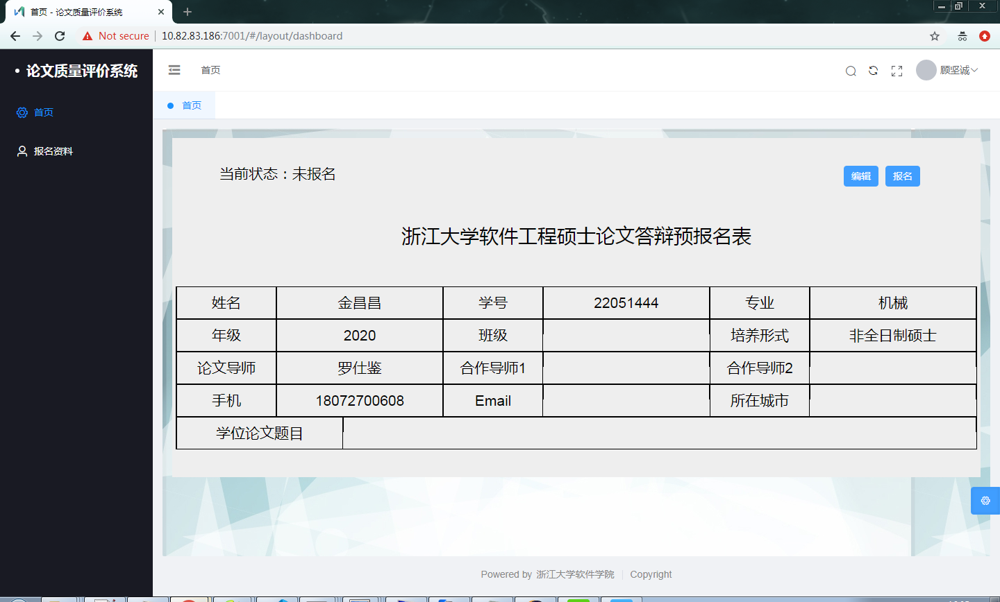 首页 - 论文质量评价系统
Not secure 10.82.83.186:7001/#/layout/dashboard
论文质量评价系统
首页
报名资料
首页
顾坚诚
首页
当前状态：未报名
编辑
报名
浙江大学软件工程硕士论文答辩预报名表
姓名 金昌昌 学号 22051444 专业 机械
年级 2020 班级 培养形式 非全日制硕士
论文导师 罗仕鉴 合作导师1 合作导师2
手机 18072700608 Email 所在城市
学位论文题目
Powered by 浙江大学软件学院 Copyright